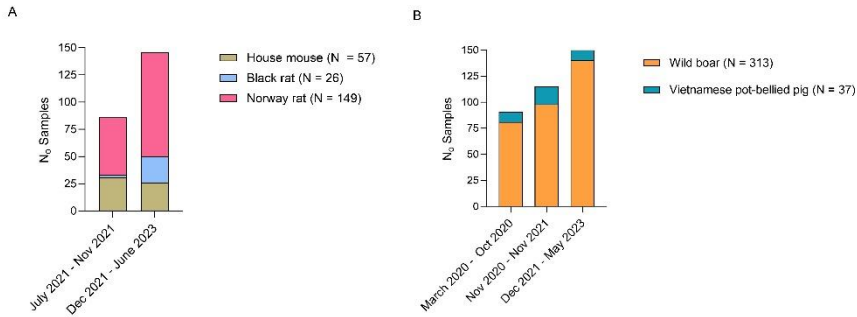 A
B
150
125
100
75
50
25
0
No Samples
July 2021 - Nov 2021
Dec 2021 - June 2023
House mouse (N = 57)
Black rat (N = 26)
Norway rat (N = 149)
150
125
100
75
50
25
0
No Samples
March 2020 - Oct 2020
Nov 2020 - Nov 2021
Dec 2021 - May 2023
Wild boar (N = 313)
Vietnamese pot-bellied pig (N = 37)